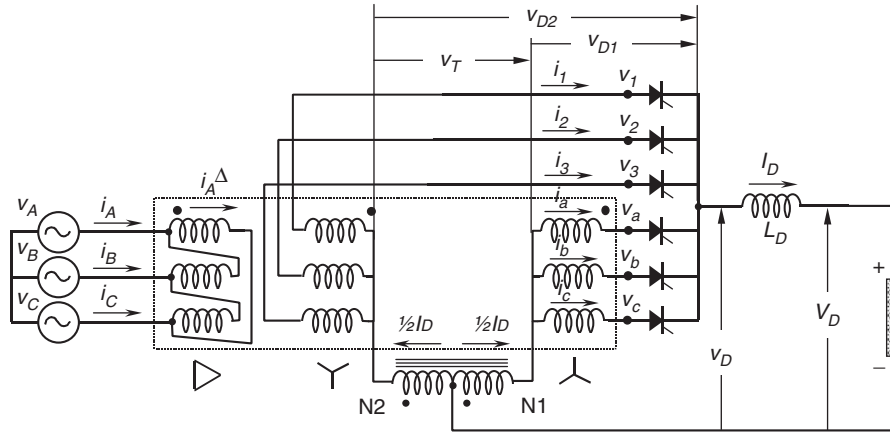 v_D2
v_D1
v_T
i_1
v_1
i_2
v_2
i_3
v_3
i_A^Δ
i_a
v_a
I_D
L_D
v_A
i_A
v_B
i_B
i_b
v_b
v_C
i_C
i_c
v_c
½I_D
½I_D
+
v_D
V_D
–
N2
N1